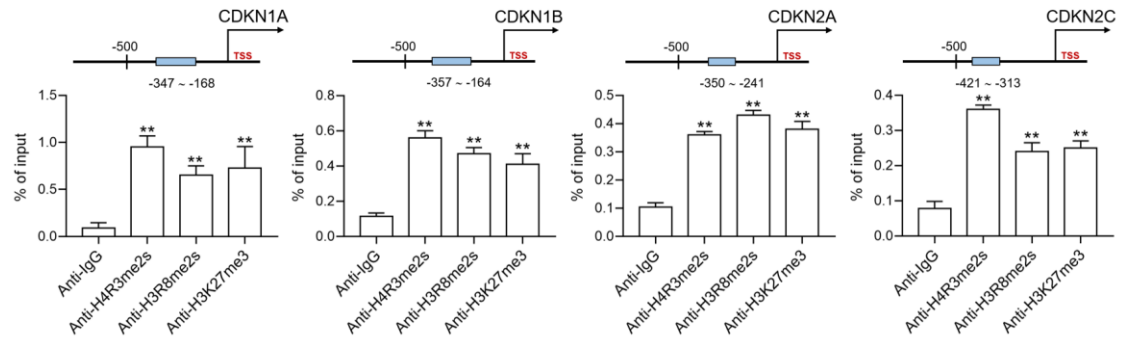 CDKN1A
-500
TSS
-347 ~ -168
1.5
1.0
0.5
0.0
% of input
**
**
**
Anti-IgG
Anti-H4R3me2s
Anti-H3R8me2s
Anti-H3K27me3
CDKN1B
-500
TSS
-357 ~ -164
0.8
0.6
0.4
0.2
0.0
% of input
**
**
**
Anti-IgG
Anti-H4R3me2s
Anti-H3R8me2s
Anti-H3K27me3
CDKN2A
-500
TSS
-350 ~ -241
0.5
0.4
0.3
0.2
0.1
0.0
% of input
**
**
**
Anti-IgG
Anti-H4R3me2s
Anti-H3R8me2s
Anti-H3K27me3
CDKN2C
-500
TSS
-421 ~ -313
0.4
0.3
0.2
0.1
0.0
% of input
**
**
**
Anti-IgG
Anti-H4R3me2s
Anti-H3R8me2s
Anti-H3K27me3